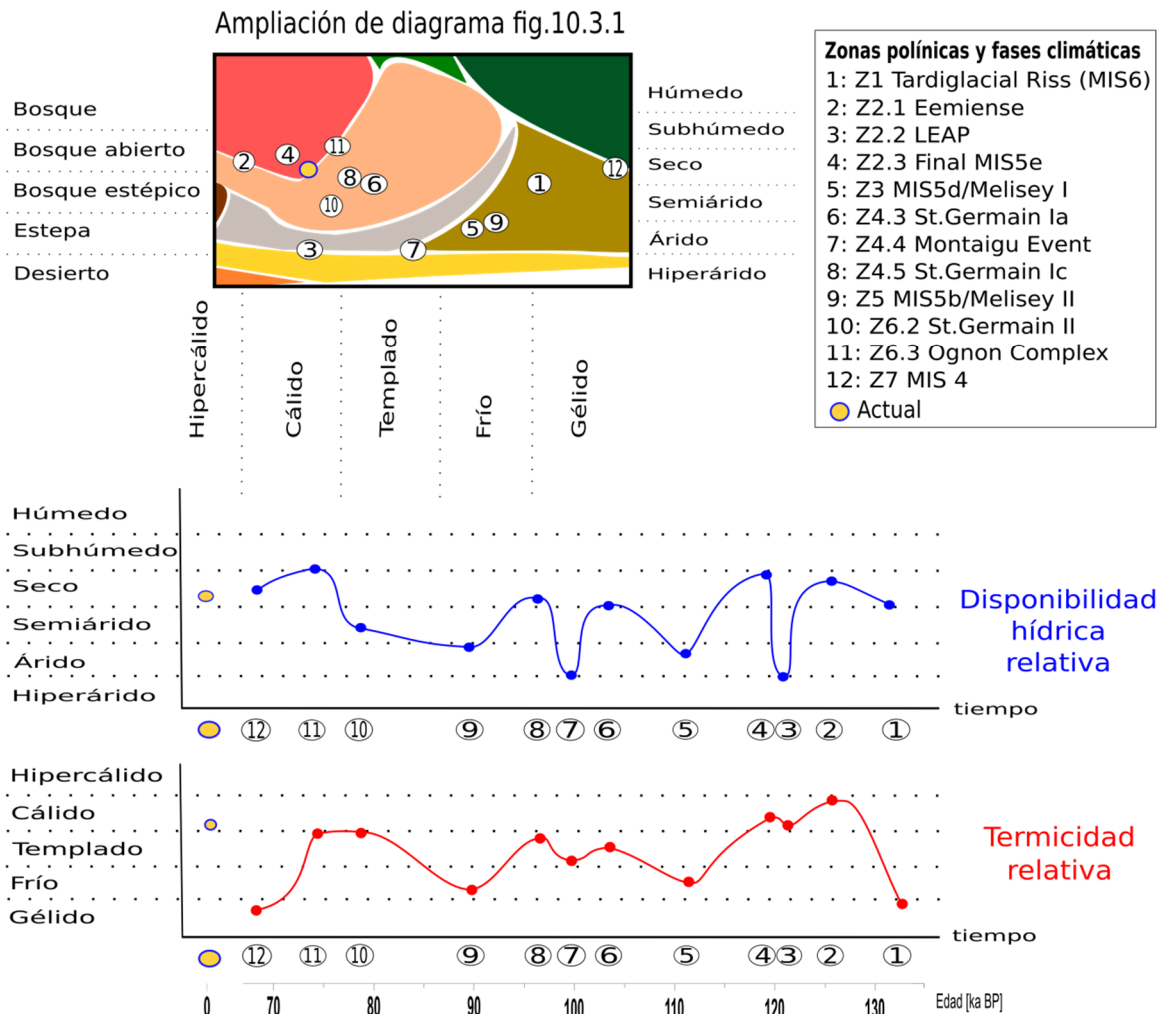 Ampliación de diagrama fig.10.3.1
Bosque
Bosque abierto
Bosque estépico
Estepa
Desierto
2
4
11
8
6
10
1
12
5
9
3
7
Húmedo
Subhúmedo
Seco
Semiárido
Árido
Hiperárido
Hipercálido
Cálido
Templado
Frío
Gélido
Zonas polínicas y fases climáticas
1: Z1 Tardiglacial Riss (MIS6)
2: Z2.1 Eemiense
3: Z2.2 LEAP
4: Z2.3 Final MIS5e
5: Z3 MIS5d/Melisey I
6: Z4.3 St.Germain Ia
7: Z4.4 Montaigu Event
8: Z4.5 St.Germain Ic
9: Z5 MIS5b/Melisey II
10: Z6.2 St.Germain II
11: Z6.3 Ognon Complex
12: Z7 MIS 4
Actual
Húmedo
Subhúmedo
Seco
Semiárido
Árido
Hiperárido
Disponibilidad
hídrica
relativa
tiempo
12 11 10 9 8 7 6 5 4 3 2 1
Hipercálido
Cálido
Templado
Frío
Gélido
Termicidad
relativa
tiempo
12 11 10 9 8 7 6 5 4 3 2 1
0 70 80 90 100 110 120 130 Edad [ka BP]